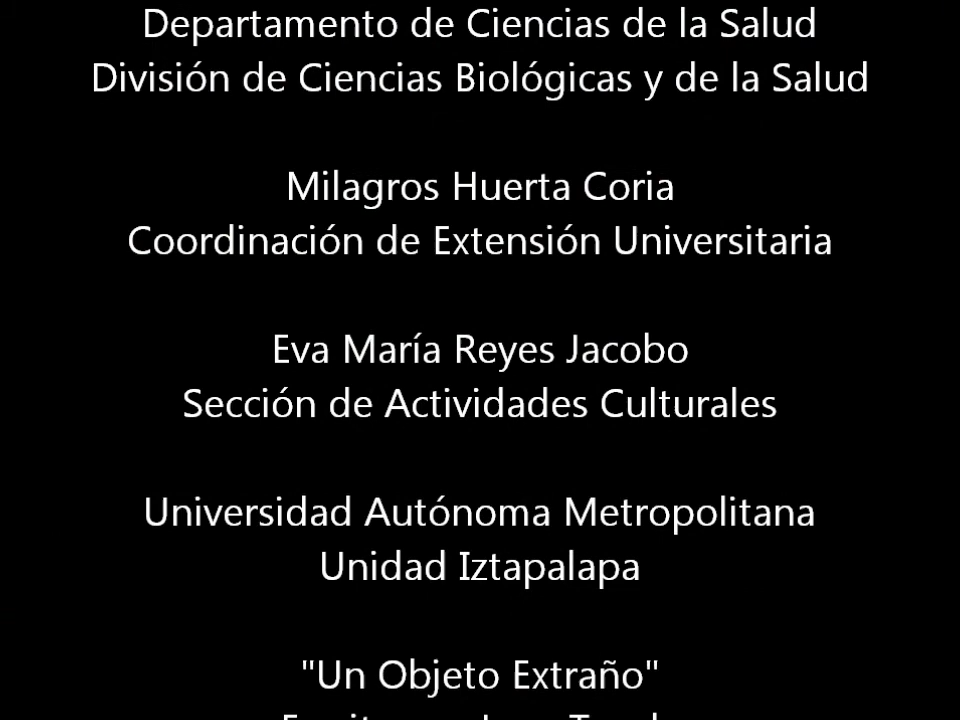 Departamento de Ciencias de la Salud
División de Ciencias Biológicas y de la Salud
Milagros Huerta Coria
Coordinación de Extensión Universitaria
Eva María Reyes Jacobo
Sección de Actividades Culturales
Universidad Autónoma Metropolitana
Unidad Iztapalapa
"Un Objeto Extraño"